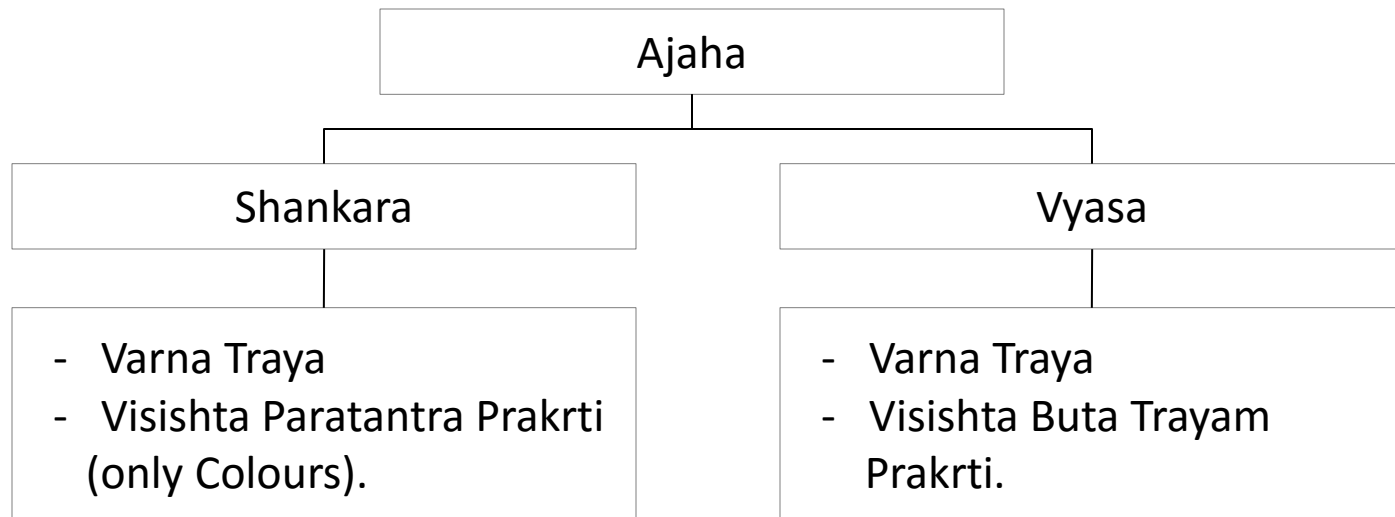 Ajaha
Shankara
- Varna Traya
- Visishta Paratantra Prakrti
(only Colours).
Vyasa
- Varna Traya
- Visishta Buta Trayam
Prakrti.